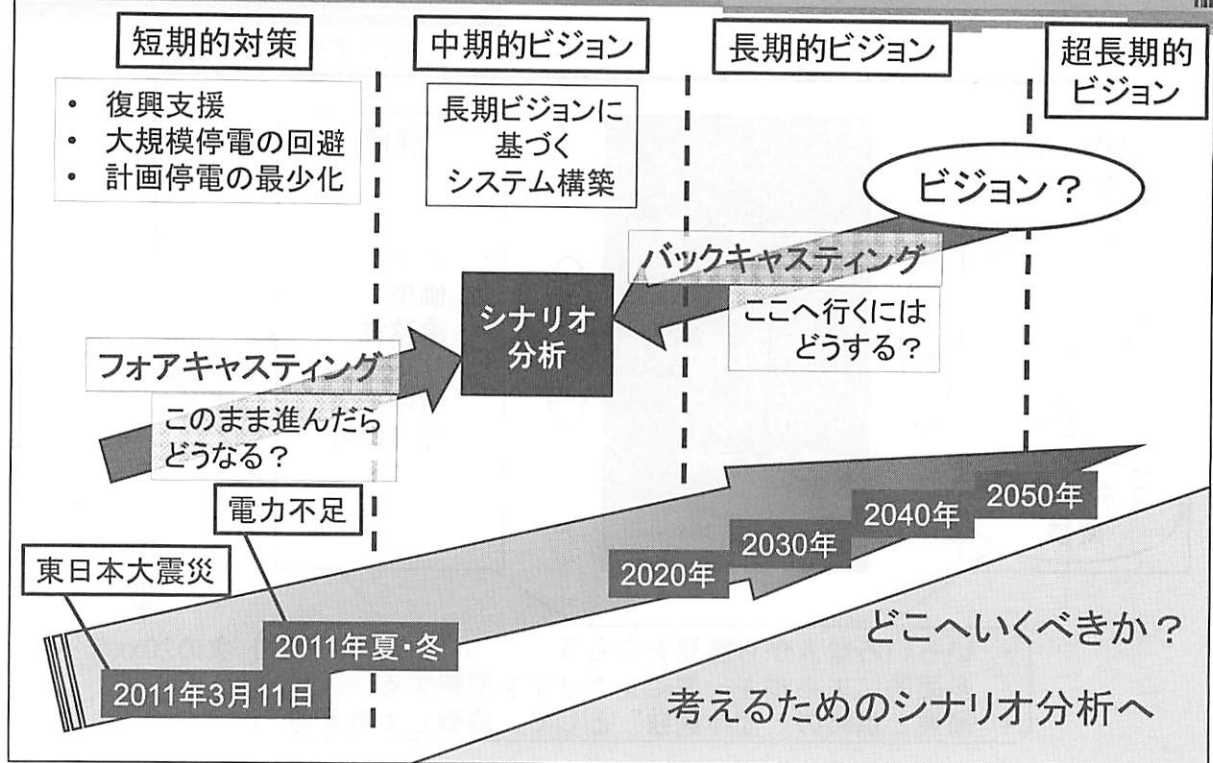 短期的対策
中期的ビジョン
長期的ビジョン
超長期的
ビジョン
• 復興支援
• 大規模停電の回避
• 計画停電の最少化
長期ビジョンに
基づく
システム構築
ビジョン？
バックキャスティング
ここへ行くには
どうする？
シナリオ
分析
フォアキャスティング
このまま進んだら
どうなる？
電力不足
東日本大震災
2011年3月11日
2011年夏・冬
2020年
2030年
2040年
2050年
どこへいくべきか？
考えるためのシナリオ分析へ